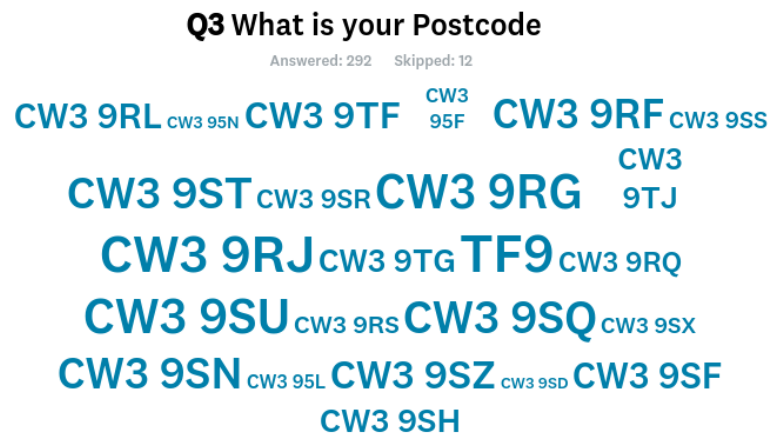 Q3 What is your Postcode
Answered: 292 Skipped: 12
CW3 9RL CW3 95N CW3 9TF CW3 95F CW3 9RF CW3 9SS
CW3 9ST CW3 9SR CW3 9RG CW3 9TJ
CW3 9RJ CW3 9TG TF9 CW3 9RQ
CW3 9SU CW3 9RS CW3 9SQ CW3 9SX
CW3 9SN CW3 95L CW3 9SZ CW3 9SD CW3 9SF
CW3 9SH